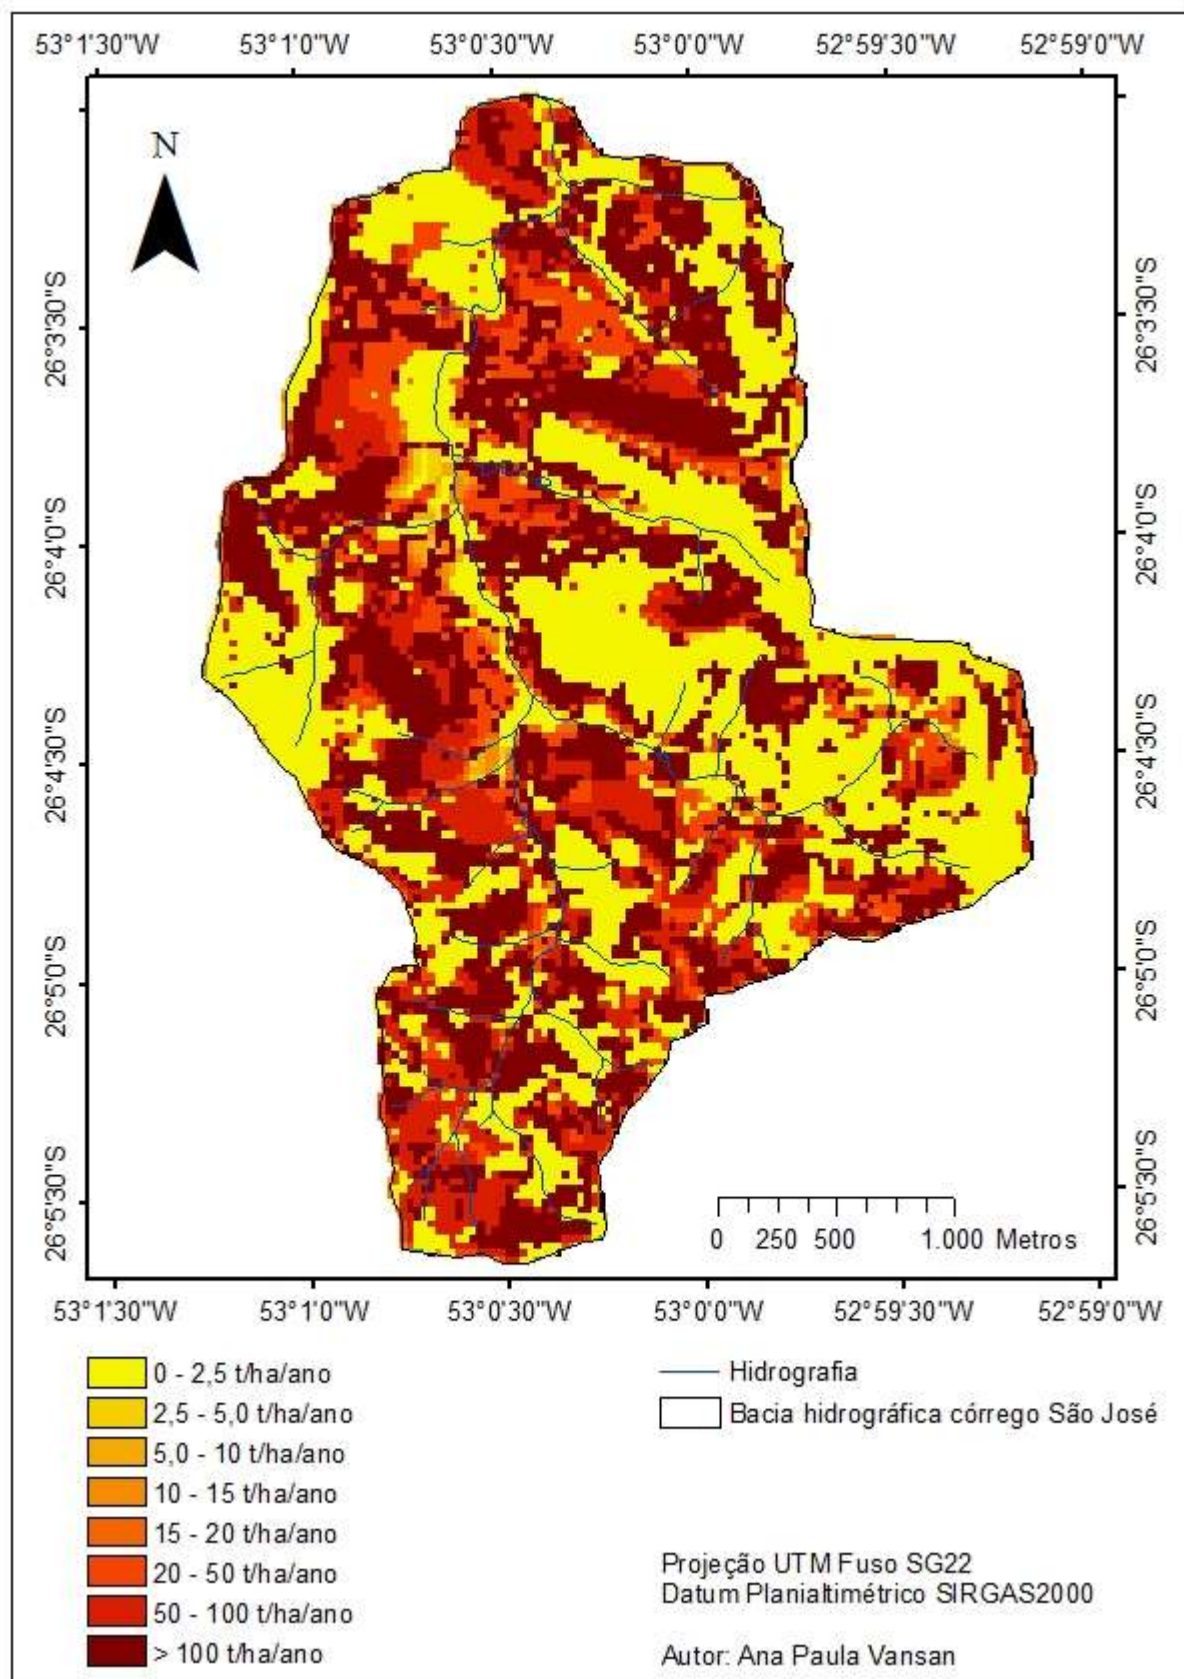 53°1'30"W 53°1'0"W 53°0'30"W 53°0'0"W 52°59'30"W 52°59'0"W
N
26°3'30"S 26°3'30"S
26°4'0"S 26°4'0"S
26°4'30"S 26°4'30"S
26°5'0"S 26°5'0"S
26°5'30"S 26°5'30"S
0 250 500 1.000 Metros
53°1'30"W 53°1'0"W 53°0'30"W 53°0'0"W 52°59'30"W 52°59'0"W
0 - 2,5 t/ha/ano
2,5 - 5,0 t/ha/ano
5,0 - 10 t/ha/ano
10 - 15 t/ha/ano
15 - 20 t/ha/ano
20 - 50 t/ha/ano
50 - 100 t/ha/ano
> 100 t/ha/ano
Hidrografia
Bacia hidrográfica córrego São José
Projeção UTM Fuso SG22
Datum Planialtimétrico SIRGAS2000
Autor: Ana Paula Vansan